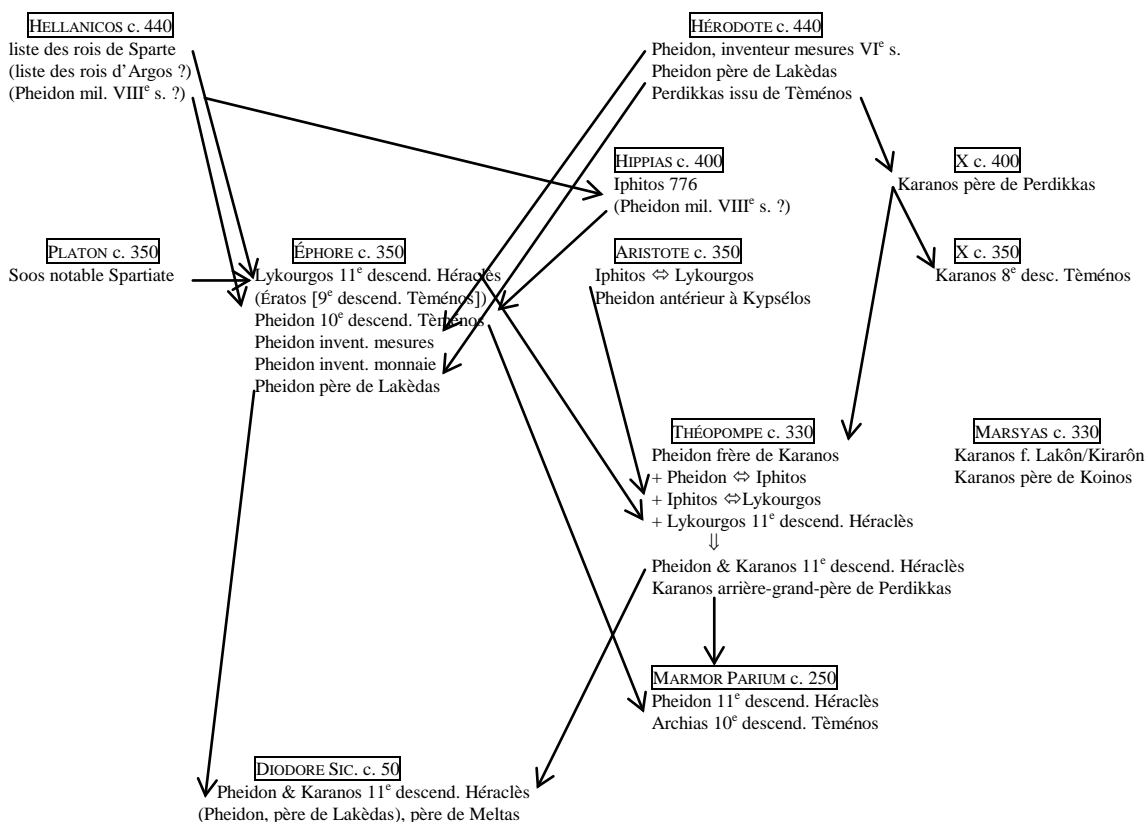 HELLANICOS c. 440
liste des rois de Sparte
(liste des rois d'Argos ?)
(Pheidon mil. VIIIe s. ?)
HÉRODOTE c. 440
Pheidon, inventeur mesures VIe s.
Pheidon père de Lakèdas
Perdikkas issu de Tèménos
HIPPIAS c. 400
Iphitos 776
(Pheidon mil. VIIIe s. ?)
X c. 400
Karanos père de Perdikkas
PLATON c. 350
Soos notable Spartiate
ÉPHORE c. 350
Lykourgos 11e descend. Héraclès
(Ératos [9e descend. Tèménos])
Pheidon 10e descend. Tèménos
Pheidon invent. mesures
Pheidon invent. monnaie
Pheidon père de Lakèdas
ARISTOTE c. 350
Iphitos ⇔ Lykourgos
Pheidon antérieur à Kypsélos
X c. 350
Karanos 8e desc. Tèménos
THÉOPOMPE c. 330
Pheidon frère de Karanos
+ Pheidon ⇔ Iphitos
+ Iphitos ⇔Lykourgos
+ Lykourgos 11e descend. Héraclès
⇓
Pheidon & Karanos 11e descend. Héraclès
Karanos arrière-grand-père de Perdikkas
MARSYAS c. 330
Karanos f. Lakôn/Kirarôn
Karanos père de Koinos
MARMOR PARIUM c. 250
Pheidon 11e descend. Héraclès
Archias 10e descend. Tèménos
DIODORE SIC. c. 50
Pheidon & Karanos 11e descend. Héraclès
(Pheidon, père de Lakèdas), père de Meltas